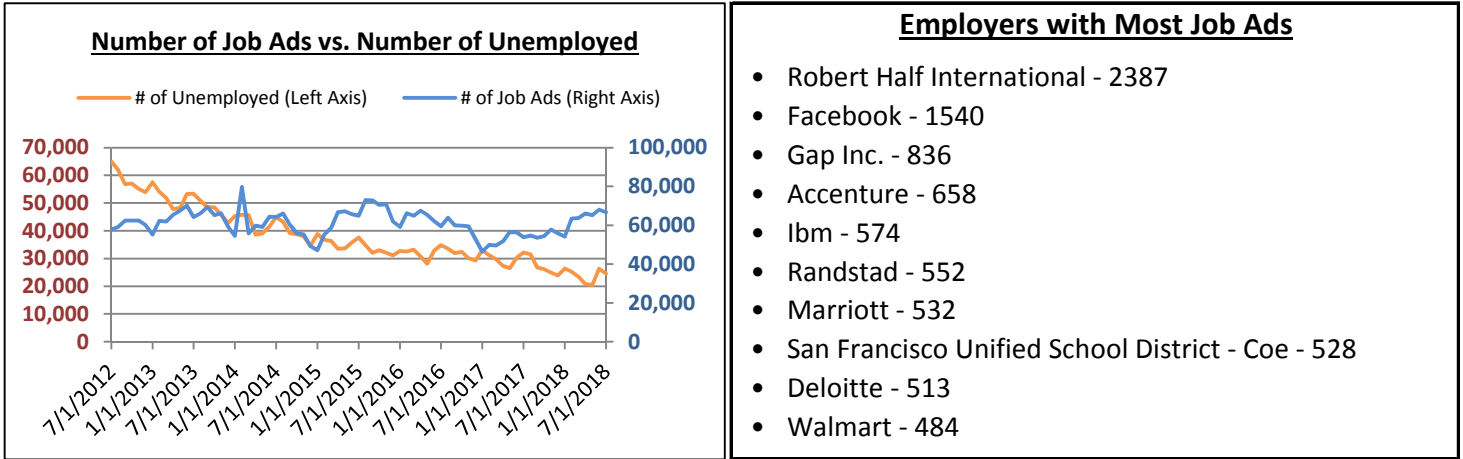 Number of Job Ads vs. Number of Unemployed
# of Unemployed (Left Axis) # of Job Ads (Right Axis)
70,000 100,000
60,000
80,000
50,000
40,000 60,000
30,000 40,000
20,000
20,000
10,000
0 0
7/1/2012 1/1/2013 7/1/2013 1/1/2014 7/1/2014 1/1/2015 7/1/2015 1/1/2016 7/1/2016 1/1/2017 7/1/2017 1/1/2018 7/1/2018
Employers with Most Job Ads
• Robert Half International - 2387
• Facebook - 1540
• Gap Inc. - 836
• Accenture - 658
• Ibm - 574
• Randstad - 552
• Marriott - 532
• San Francisco Unified School District - Coe - 528
• Deloitte - 513
• Walmart - 484